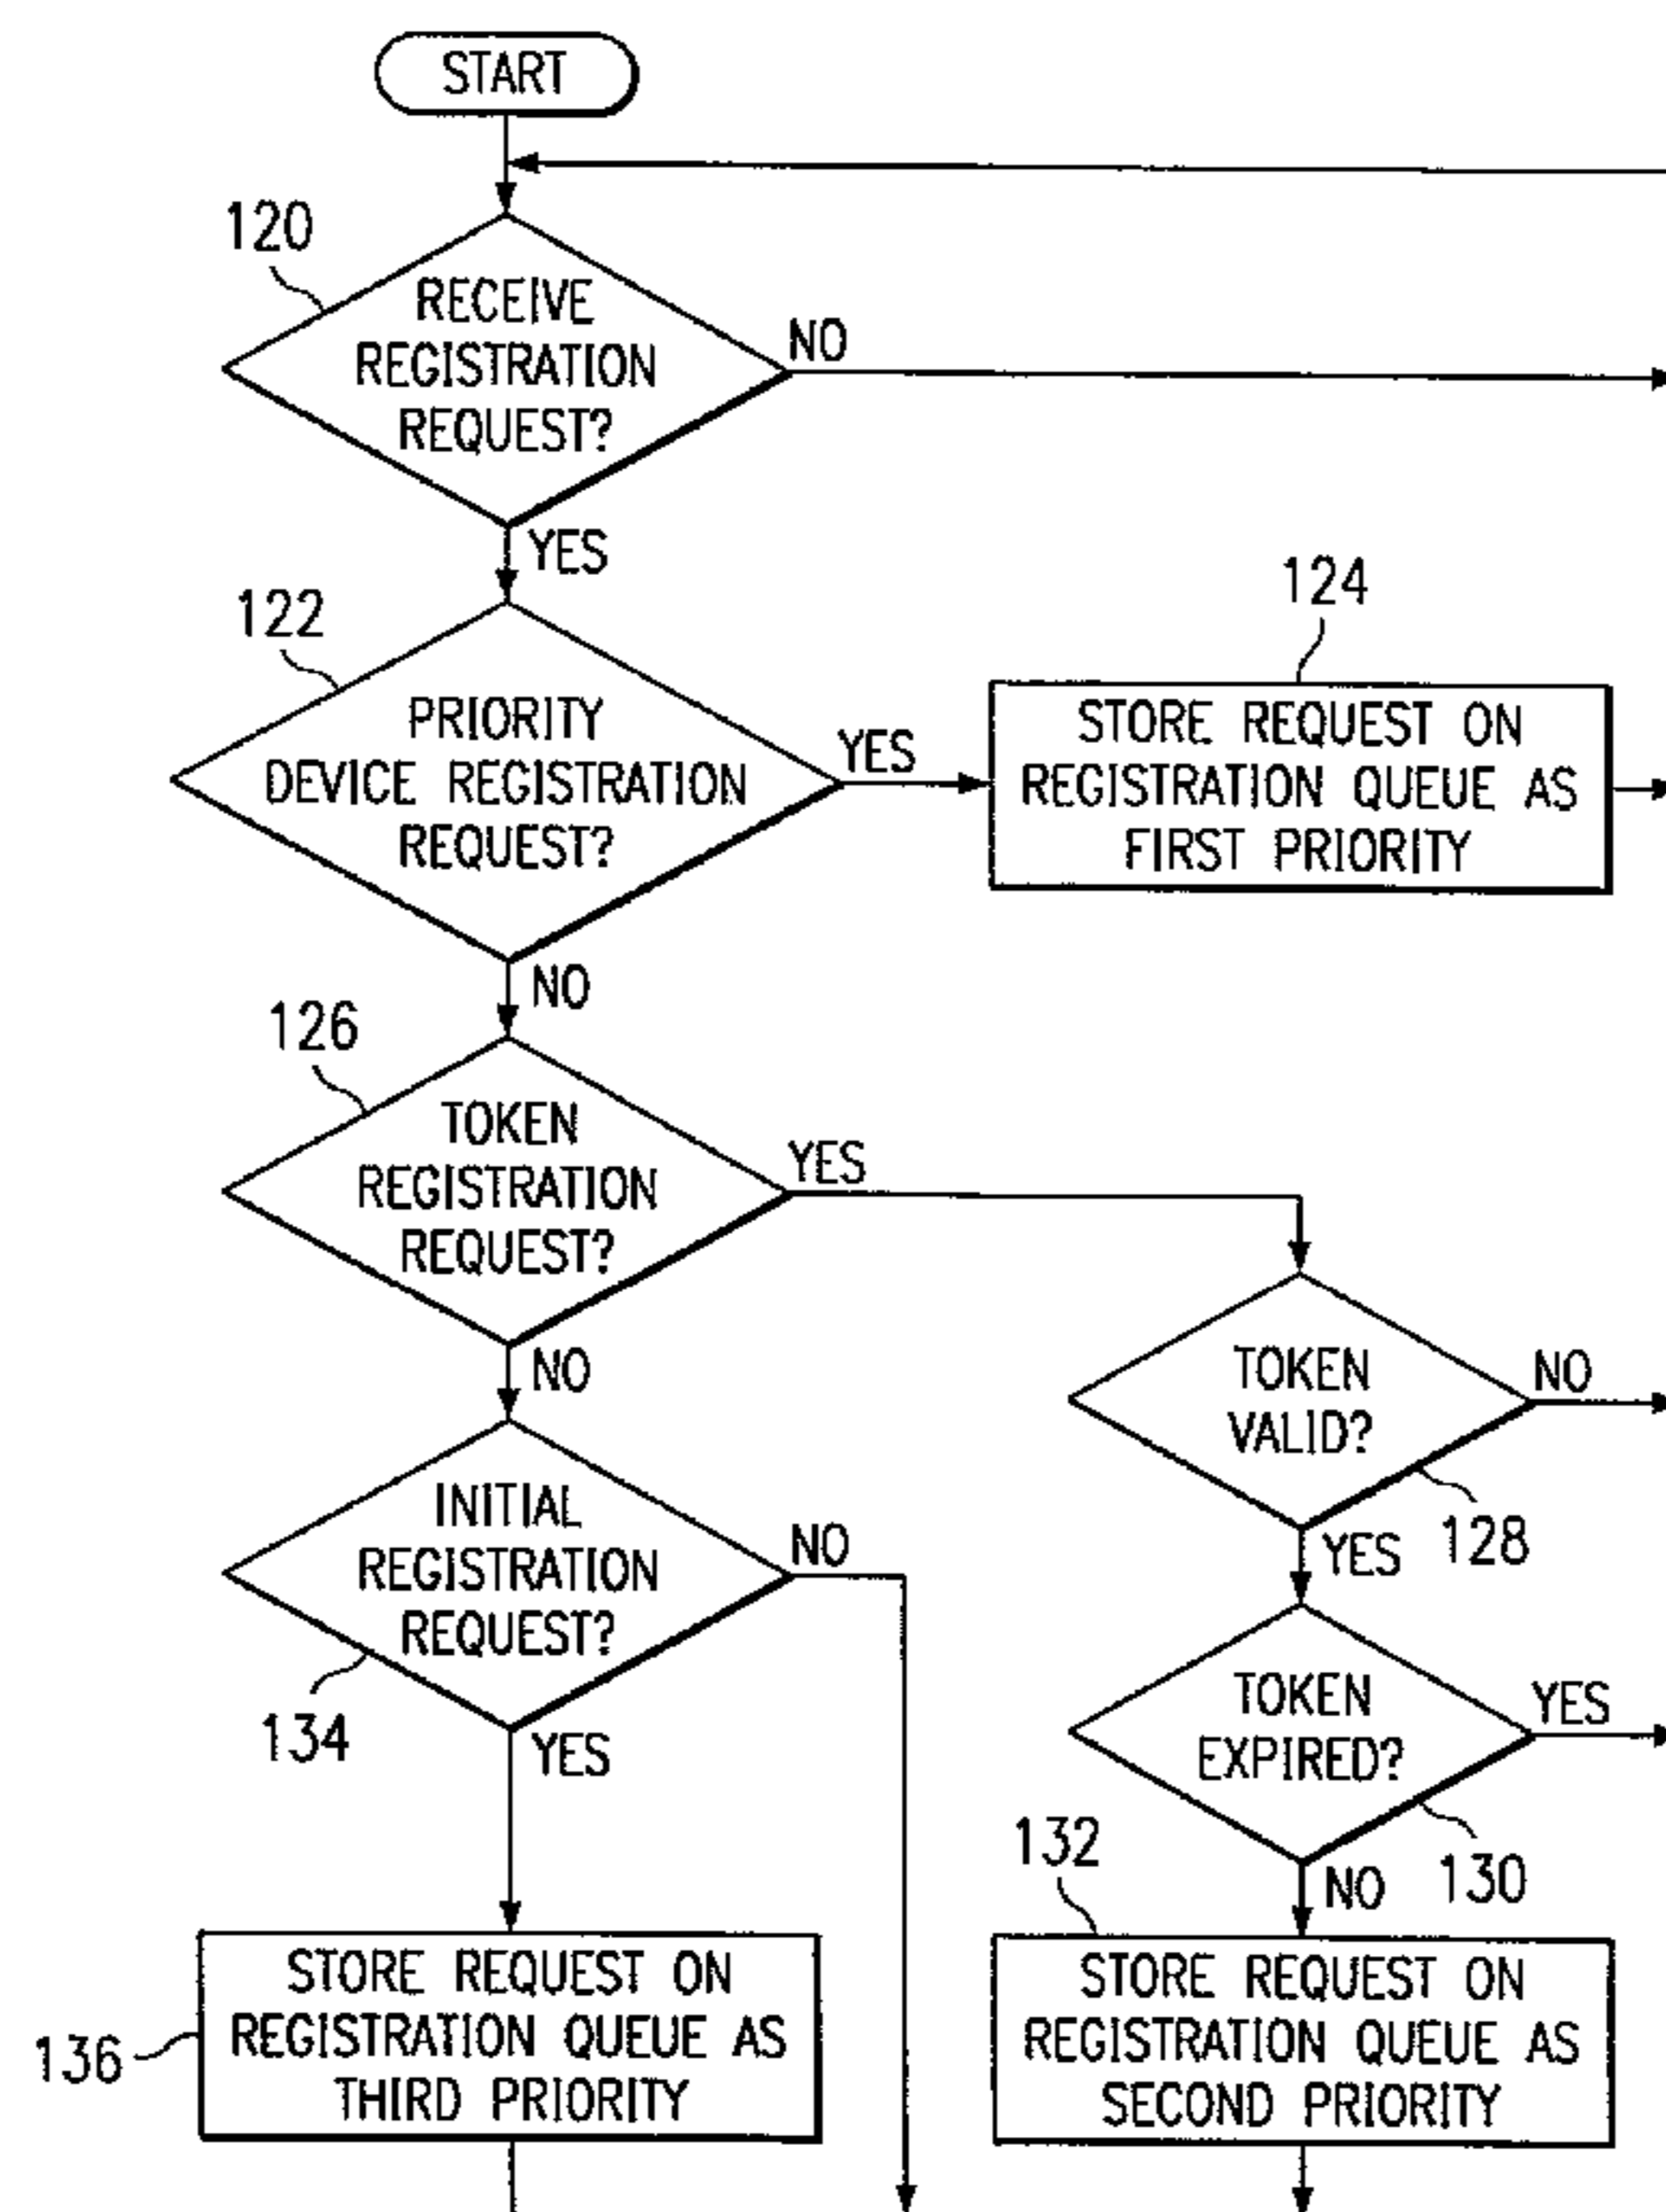 START
120
RECEIVE
REGISTRATION
REQUEST?
NO
YES
122
PRIORITY
DEVICE REGISTRATION
REQUEST?
YES
124
STORE REQUEST ON
REGISTRATION QUEUE AS
FIRST PRIORITY
NO
126
TOKEN
REGISTRATION
REQUEST?
YES
NO
TOKEN
VALID?
NO
128
YES
INITIAL
REGISTRATION
REQUEST?
NO
134
YES
TOKEN
EXPIRED?
YES
130
NO
132
STORE REQUEST ON
REGISTRATION QUEUE AS
THIRD PRIORITY
136
STORE REQUEST ON
REGISTRATION QUEUE AS
SECOND PRIORITY